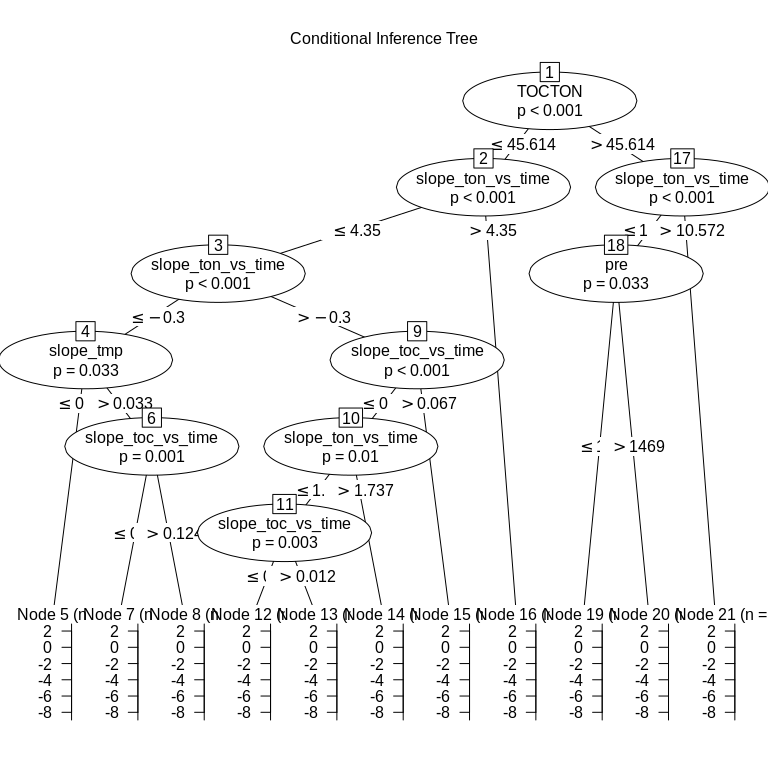 Conditional Inference Tree
1
TOCTON
p < 0.001
≤ 45.614
> 45.614
2
slope_ton_vs_time
p < 0.001
17
slope_ton_vs_time
p < 0.001
≤ 4.35
> 4.35
≤ 1
> 10.572
3
slope_ton_vs_time
p < 0.001
18
pre
p = 0.033
≤ −0.3
> −0.3
4
slope_tmp
p = 0.033
9
slope_toc_vs_time
p < 0.001
≤ 0
> 0.033
≤ 0
> 0.067
6
slope_toc_vs_time
p = 0.001
10
slope_ton_vs_time
p = 0.01
≤
> 1469
≤ 1.
> 1.737
11
slope_toc_vs_time
p = 0.003
≤ 0
> 0.124
≤ 0
> 0.012
Node 5 (n
Node 7 (n
Node 8 (n
Node 12 (
Node 13 (
Node 14 (
Node 15 (
Node 16 (
Node 19 (
Node 20 (
Node 21 (n =
2 2 2 2 2 2 2 2 2 2 2
0 0 0 0 0 0 0 0 0 0 0
-2 -2 -2 -2 -2 -2 -2 -2 -2 -2 -2
-4 -4 -4 -4 -4 -4 -4 -4 -4 -4 -4
-6 -6 -6 -6 -6 -6 -6 -6 -6 -6 -6
-8 -8 -8 -8 -8 -8 -8 -8 -8 -8 -8